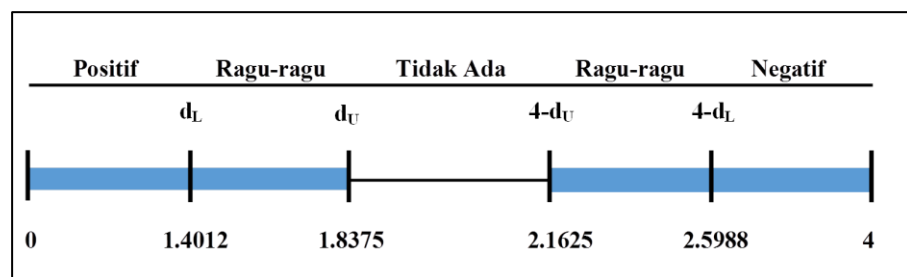 Positif Ragu-ragu Tidak Ada Ragu-ragu Negatif
dL dU 4-dU 4-dL
0 1.4012 1.8375 2.1625 2.5988 4